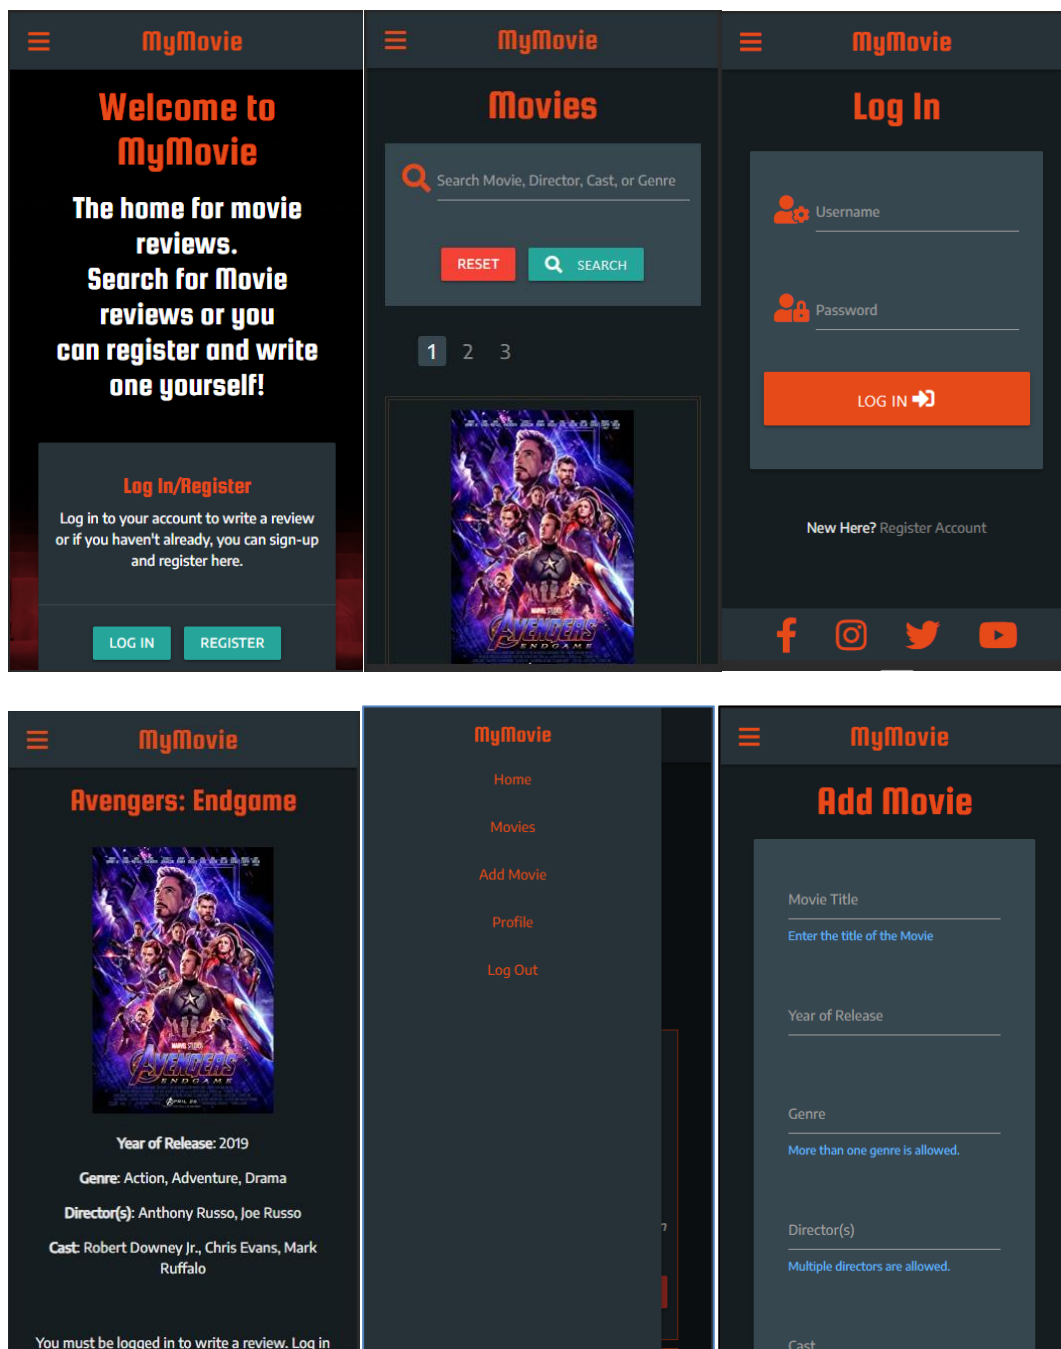 MyMovie
Welcome to
MyMovie
The home for movie
reviews.
Search for Movie
reviews or you
can register and write
one yourself!
Log In/Register
Log in to your account to write a review
or if you haven't already, you can sign-up
and register here.
LOG IN
REGISTER
MyMovie
Movies
Search Movie, Director, Cast, or Genre
RESET
SEARCH
1 2 3
MARVEL STUDIOS
AVENGERS
ENDGAME
MyMovie
Log In
Username
Password
LOG IN
New Here? Register Account
MyMovie
Avengers: Endgame
MARVEL STUDIOS
AVENGERS
ENDGAME
APRIL 26
Year of Release: 2019
Genre: Action, Adventure, Drama
Director(s): Anthony Russo, Joe Russo
Cast: Robert Downey Jr., Chris Evans, Mark
Ruffalo
You must be logged in to write a review. Log in
MyMovie
Home
Movies
Add Movie
Profile
Log Out
MyMovie
Add Movie
Movie Title
Enter the title of the Movie
Year of Release
Genre
More than one genre is allowed.
Director(s)
Multiple directors are allowed.
Cast